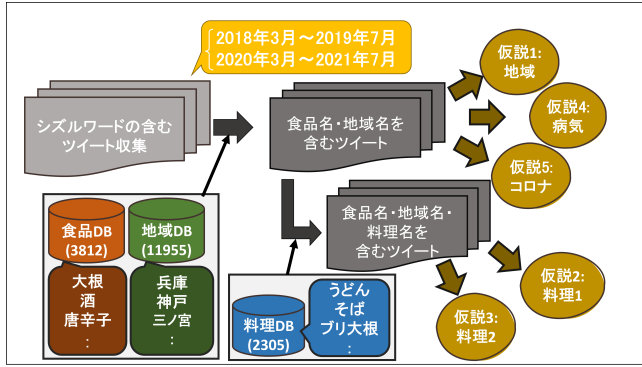 2018年3月～2019年7月
2020年3月～2021年7月
シズルワードの含む
ツイート収集
食品名・地域名を
含むツイート
仮説1:
地域
仮説4:
病気
仮説5:
コロナ
食品DB
(3812)
地域DB
(11955)
大根
酒
唐辛子
:
兵庫
神戸
三ノ宮
:
食品名・地域名・
料理名を
含むツイート
料理DB
(2305)
うどん
そば
ブリ大根
:
仮説2:
料理1
仮説3:
料理2